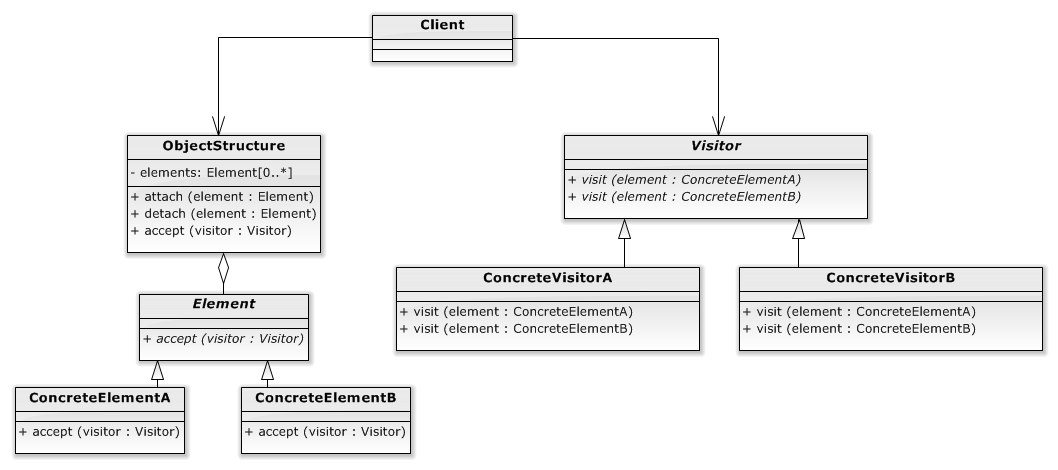 Client
ObjectStructure
- elements: Element[0..*]
+ attach (element : Element)
+ detach (element : Element)
+ accept (visitor : Visitor)
Visitor
+ visit (element : ConcreteElementA)
+ visit (element : ConcreteElementB)
Element
+ accept (visitor : Visitor)
ConcreteVisitorA
+ visit (element : ConcreteElementA)
+ visit (element : ConcreteElementB)
ConcreteVisitorB
+ visit (element : ConcreteElementA)
+ visit (element : ConcreteElementB)
ConcreteElementA
+ accept (visitor : Visitor)
ConcreteElementB
+ accept (visitor : Visitor)